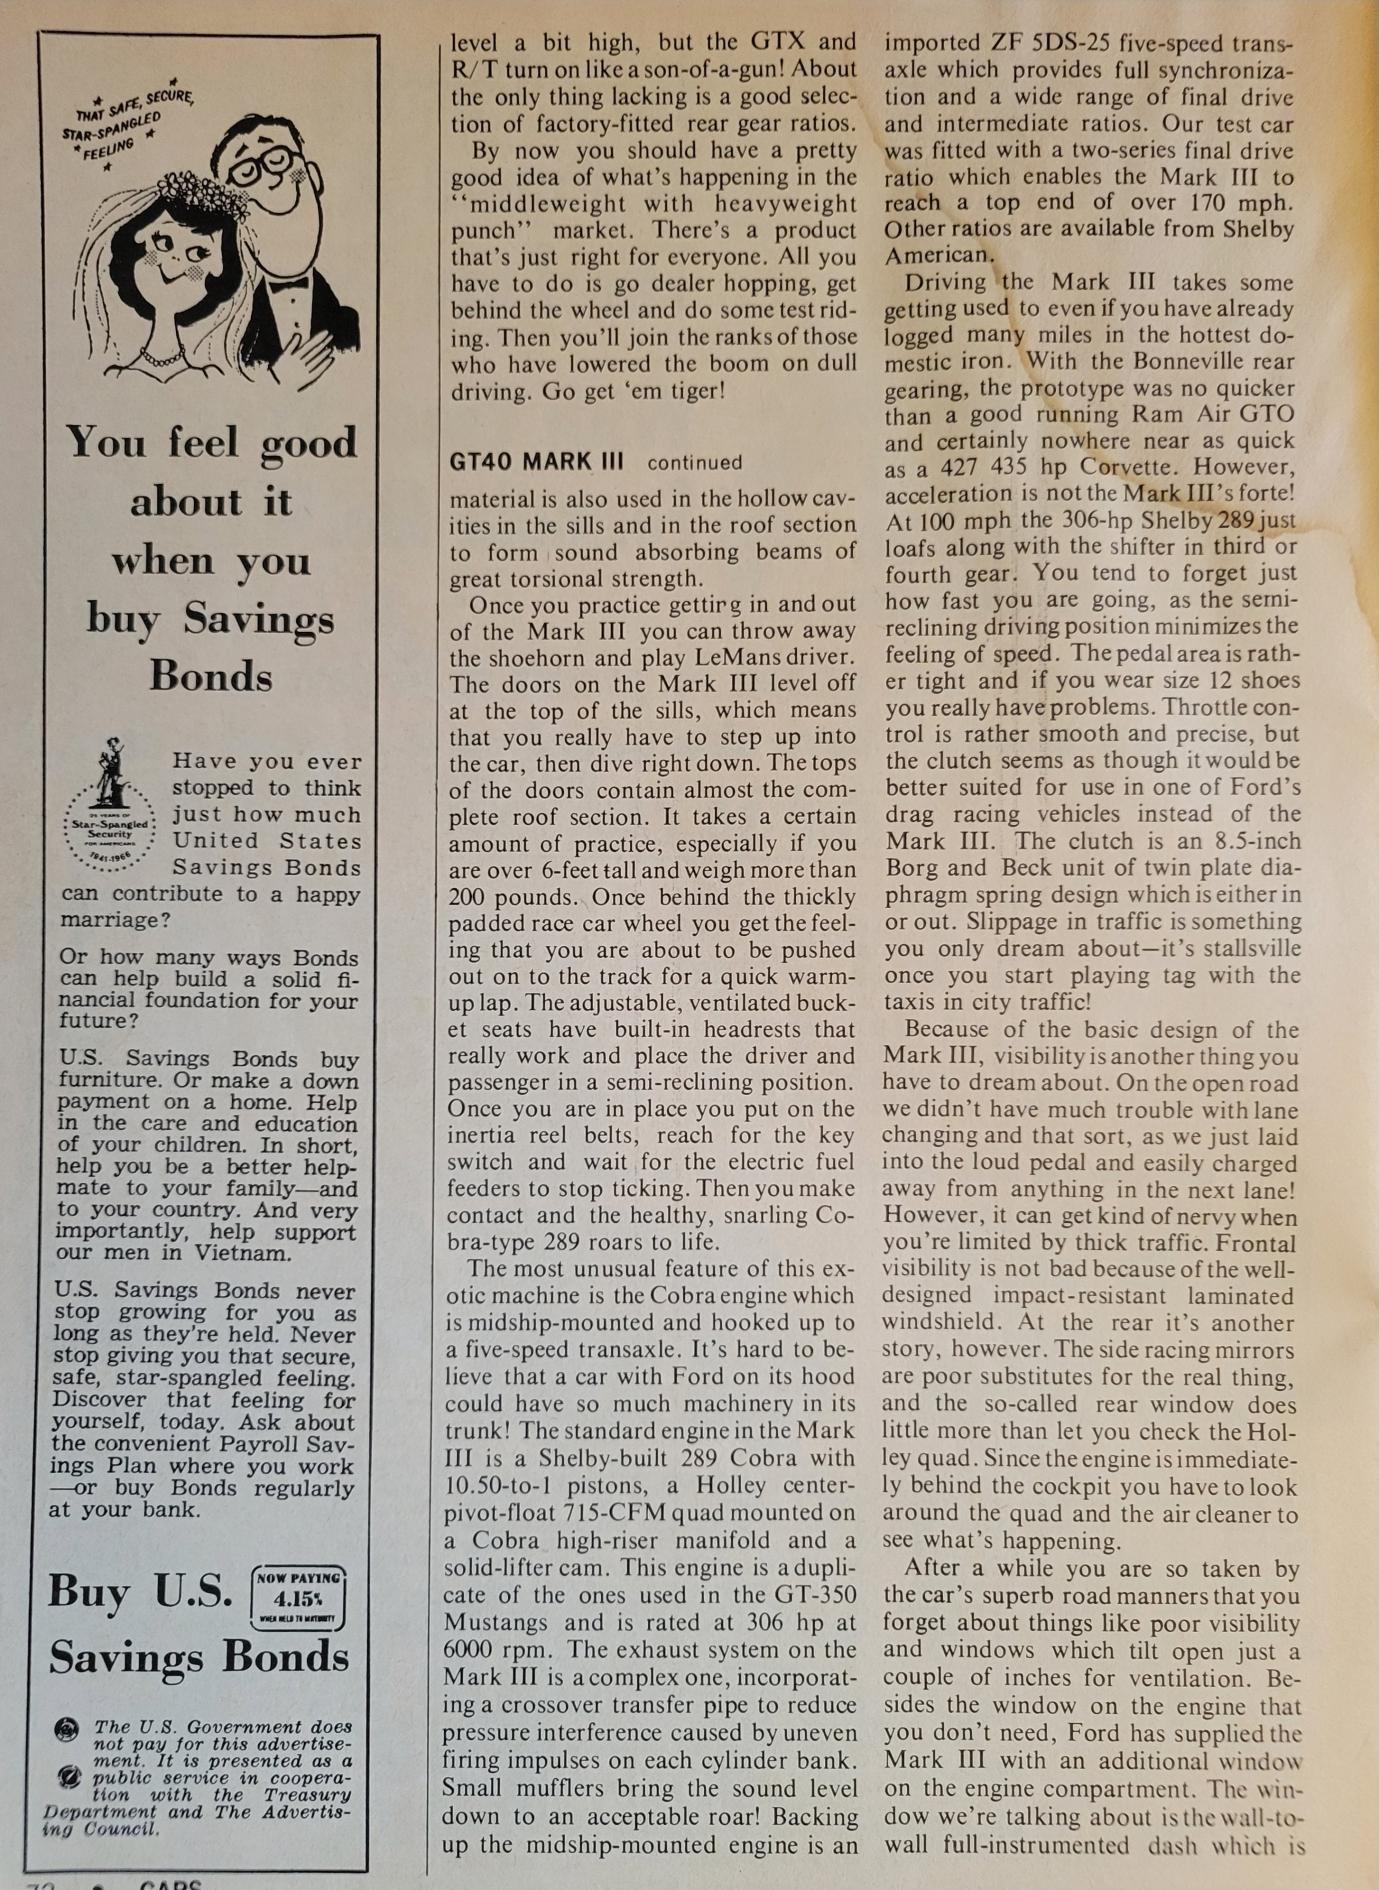 THAT SAFE, SECURE,
STAR-SPANGLED
FEELING
You feel good
about it
when you
buy Savings
Bonds
25 YEARS OF
Star-Spangled
Security
FOR AMERICANS
1941-1966
Have you ever
stopped to think
just how much
United States
Savings Bonds
can contribute to a happy
marriage?
Or how many ways Bonds
can help build a solid fi-
nancial foundation for your
future?
U.S. Savings Bonds buy
furniture. Or make a down
payment on a home. Help
in the care and education
of your children. In short,
help you be a better help-
mate to your family—and
to your country. And very
importantly, help support
our men in Vietnam.
U.S. Savings Bonds never
stop growing for you as
long as they're held. Never
stop giving you that secure,
safe, star-spangled feeling.
Discover that feeling for
yourself, today. Ask about
the convenient Payroll Sav-
ings Plan where you work
—or buy Bonds regularly
at your bank.
Buy U.S.
NOW PAYING
4.15%
WHEN HELD TO MATURITY
Savings Bonds
The U.S. Government does
not pay for this advertise-
ment. It is presented as a
public service in coopera-
tion with the Treasury
Department and The Advertis-
ing Council.
72 • CARS
level a bit high, but the GTX and
R/T turn on like a son-of-a-gun! About
the only thing lacking is a good selec-
tion of factory-fitted rear gear ratios.
By now you should have a pretty
good idea of what's happening in the
‘‘middleweight with heavyweight
punch’’ market. There's a product
that's just right for everyone. All you
have to do is go dealer hopping, get
behind the wheel and do some test rid-
ing. Then you'll join the ranks of those
who have lowered the boom on dull
driving. Go get ‘em tiger!
GT40 MARK III continued
material is also used in the hollow cav-
ities in the sills and in the roof section
to form sound absorbing beams of
great torsional strength.
Once you practice getting in and out
of the Mark III you can throw away
the shoehorn and play LeMans driver.
The doors on the Mark III level off
at the top of the sills, which means
that you really have to step up into
the car, then dive right down. The tops
of the doors contain almost the com-
plete roof section. It takes a certain
amount of practice, especially if you
are over 6-feet tall and weigh more than
200 pounds. Once behind the thickly
padded race car wheel you get the feel-
ing that you are about to be pushed
out on to the track for a quick warm-
up lap. The adjustable, ventilated buck-
et seats have built-in headrests that
really work and place the driver and
passenger in a semi-reclining position.
Once you are in place you put on the
inertia reel belts, reach for the key
switch and wait for the electric fuel
feeders to stop ticking. Then you make
contact and the healthy, snarling Co-
bra-type 289 roars to life.
The most unusual feature of this ex-
otic machine is the Cobra engine which
is midship-mounted and hooked up to
a five-speed transaxle. It's hard to be-
lieve that a car with Ford on its hood
could have so much machinery in its
trunk! The standard engine in the Mark
III is a Shelby-built 289 Cobra with
10.50-to-1 pistons, a Holley center-
pivot-float 715-CFM quad mounted on
a Cobra high-riser manifold and a
solid-lifter cam. This engine is a dupli-
cate of the ones used in the GT-350
Mustangs and is rated at 306 hp at
6000 rpm. The exhaust system on the
Mark III is a complex one, incorporat-
ing a crossover transfer pipe to reduce
pressure interference caused by uneven
firing impulses on each cylinder bank.
Small mufflers bring the sound level
down to an acceptable roar! Backing
up the midship-mounted engine is an
imported ZF 5DS-25 five-speed trans-
axle which provides full synchroniza-
tion and a wide range of final drive
and intermediate ratios. Our test car
was fitted with a two-series final drive
ratio which enables the Mark III to
reach a top end of over 170 mph.
Other ratios are available from Shelby
American.
Driving the Mark III takes some
getting used to even if you have already
logged many miles in the hottest do-
mestic iron. With the Bonneville rear
gearing, the prototype was no quicker
than a good running Ram Air GTO
and certainly nowhere near as quick
as a 427 435 hp Corvette. However,
acceleration is not the Mark III's forte!
At 100 mph the 306-hp Shelby 289 just
loafs along with the shifter in third or
fourth gear. You tend to forget just
how fast you are going, as the semi-
reclining driving position minimizes the
feeling of speed. The pedal area is rath-
er tight and if you wear size 12 shoes
you really have problems. Throttle con-
trol is rather smooth and precise, but
the clutch seems as though it would be
better suited for use in one of Ford's
drag racing vehicles instead of the
Mark III. The clutch is an 8.5-inch
Borg and Beck unit of twin plate dia-
phragm spring design which is either in
or out. Slippage in traffic is something
you only dream about—it's stallsville
once you start playing tag with the
taxis in city traffic!
Because of the basic design of the
Mark III, visibility is another thing you
have to dream about. On the open road
we didn't have much trouble with lane
changing and that sort, as we just laid
into the loud pedal and easily charged
away from anything in the next lane!
However, it can get kind of nervy when
you're limited by thick traffic. Frontal
visibility is not bad because of the well-
designed impact-resistant laminated
windshield. At the rear it's another
story, however. The side racing mirrors
are poor substitutes for the real thing,
and the so-called rear window does
little more than let you check the Hol-
ley quad. Since the engine is immediate-
ly behind the cockpit you have to look
around the quad and the air cleaner to
see what's happening.
After a while you are so taken by
the car's superb road manners that you
forget about things like poor visibility
and windows which tilt open just a
couple of inches for ventilation. Be-
sides the window on the engine that
you don't need, Ford has supplied the
Mark III with an additional window
on the engine compartment. The win-
dow we're talking about is the wall-to-
wall full-instrumented dash which is